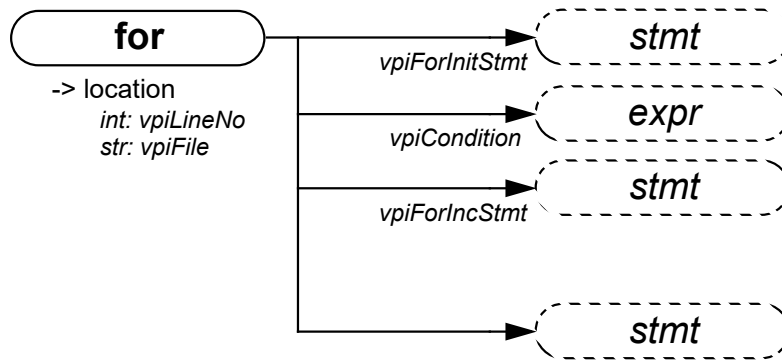 for
stmt
vpiForInitStmt
-> location
int: vpiLineNo
str: vpiFile
expr
vpiCondition
stmt
vpiForIncStmt
stmt